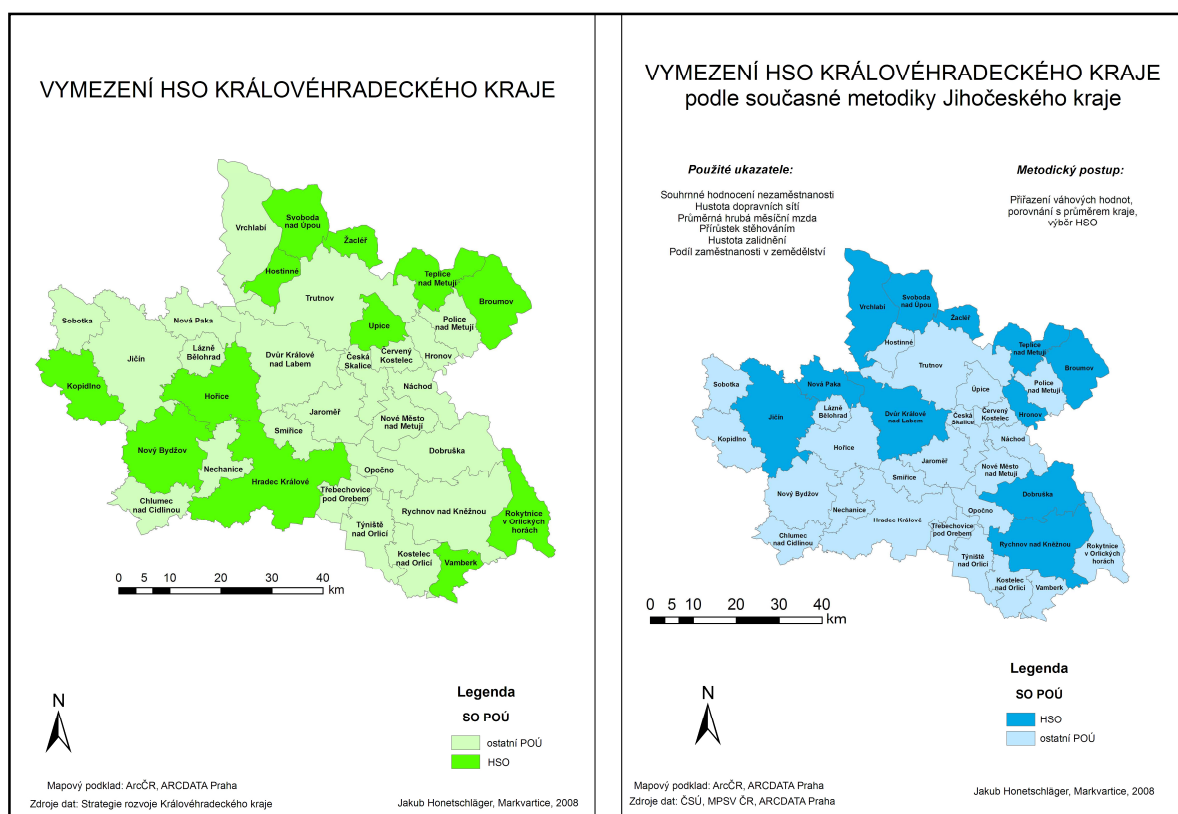 VYMEZENÍ HSO KRÁLOVÉHRADECKÉHO KRAJE
Vrchlabí
Svoboda
nad Úpou
Žacléř
Hostinné
Trutnov
Teplice
nad Metují
Broumov
Police
nad Metují
Úpice
Sobotka
Nová Paka
Jičín
Lázně
Bělohrad
Dvůr Králové
nad Labem
Česká
Skalice
Červený
Kostelec
Hronov
Kopidlno
Hořice
Náchod
Jaroměř
Nové Město
nad Metují
Smiřice
Nový Bydžov
Nechanice
Dobruška
Opočno
Hradec Králové
Třebechovice
pod Orebem
Chlumec
nad Cidlinou
Rychnov nad Kněžnou
Rokytnice
v Orlických
horách
Týniště
nad Orlicí
Kostelec
nad Orlicí
Vamberk
0 5 10 20 30 40
km
N
Legenda
SO POÚ
ostatní POÚ
HSO
Mapový podklad: ArcČR, ARCDATA Praha
Zdroje dat: Strategie rozvoje Královéhradeckého kraje
Jakub Honetschläger, Markvartice, 2008
VYMEZENÍ HSO KRÁLOVÉHRADECKÉHO KRAJE
podle současné metodiky Jihočeského kraje
Použité ukazatele:
Souhrnné hodnocení nezaměstnanosti
Hustota dopravních sítí
Průměrná hrubá měsíční mzda
Přírůstek stěhováním
Hustota zalidnění
Podíl zaměstnanosti v zemědělství
Metodický postup:
Přiřazení váhových hodnot,
porovnání s průměrem kraje,
výběr HSO
Vrchlabí
Svoboda
nad Úpou
Žacléř
Hostinné
Trutnov
Teplice
nad Metují
Broumov
Police
nad Metují
Úpice
Sobotka
Nová Paka
Jičín
Lázně
Bělohrad
Dvůr Králové
nad Labem
Česká
Skalice
Červený
Kostelec
Hronov
Kopidlno
Hořice
Náchod
Jaroměř
Nové Město
nad Metují
Smiřice
Nový Bydžov
Nechanice
Dobruška
Opočno
Hradec Králové
Třebechovice
pod Orebem
Chlumec
nad Cidlinou
Rychnov nad Kněžnou
Rokytnice
v Orlických
horách
Týniště
nad Orlicí
Kostelec
nad Orlicí
Vamberk
0 5 10 20 30 40
km
N
Legenda
SO POÚ
HSO
ostatní POÚ
Mapový podklad: ArcČR, ARCDATA Praha
Zdroje dat: ČSÚ, MPSV ČR, ARCDATA Praha
Jakub Honetschläger, Markvartice, 2008